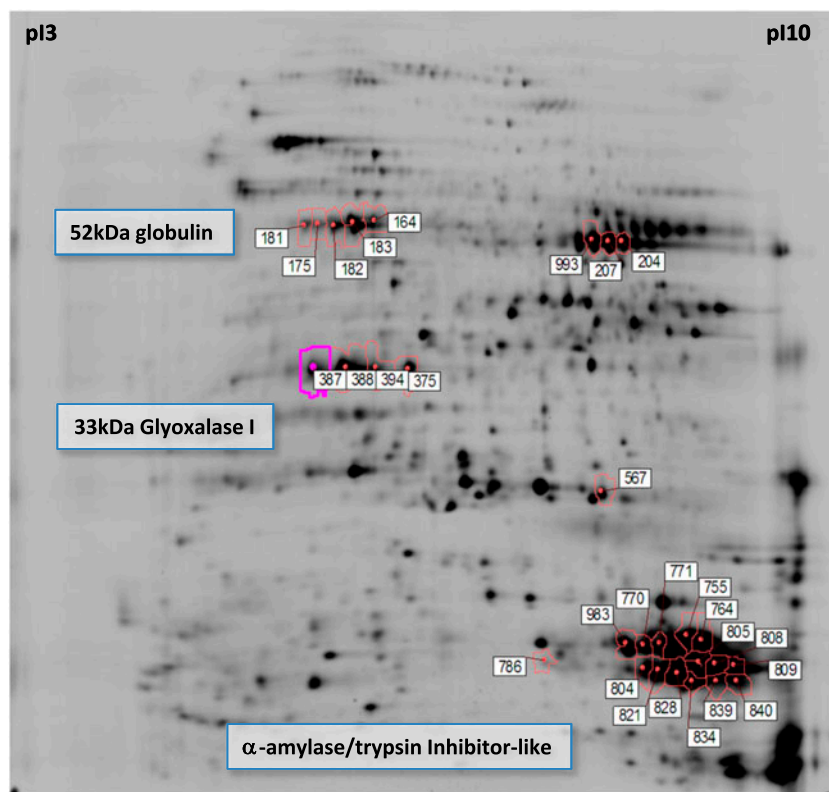 pI3 pI10
52kDa globulin
181 164
183
175 182
993 207 204
387 388 394 375
33kDa Glyoxalase I
567
771
755
770 764
983 805 808
786 809
804
821 828 839 840
834
α-amylase/trypsin Inhibitor-like